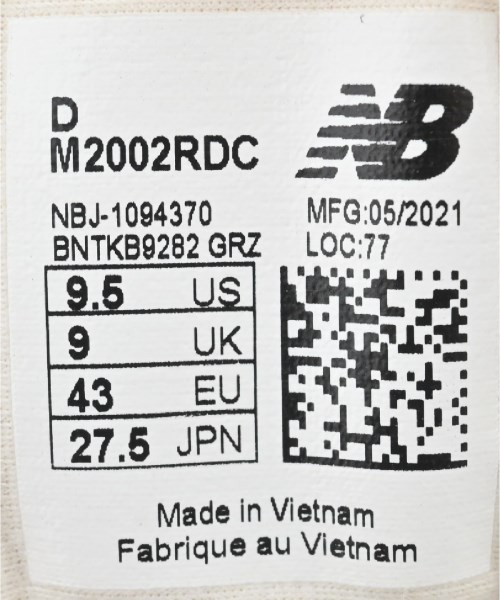 D
M2002RDC
NB
NBJ-1094370
BNTKB9282 GRZ
MFG:05/2021
LOC:77
9.5 US
9 UK
43 EU
27.5 JPN
Made in Vietnam
Fabrique au Vietnam